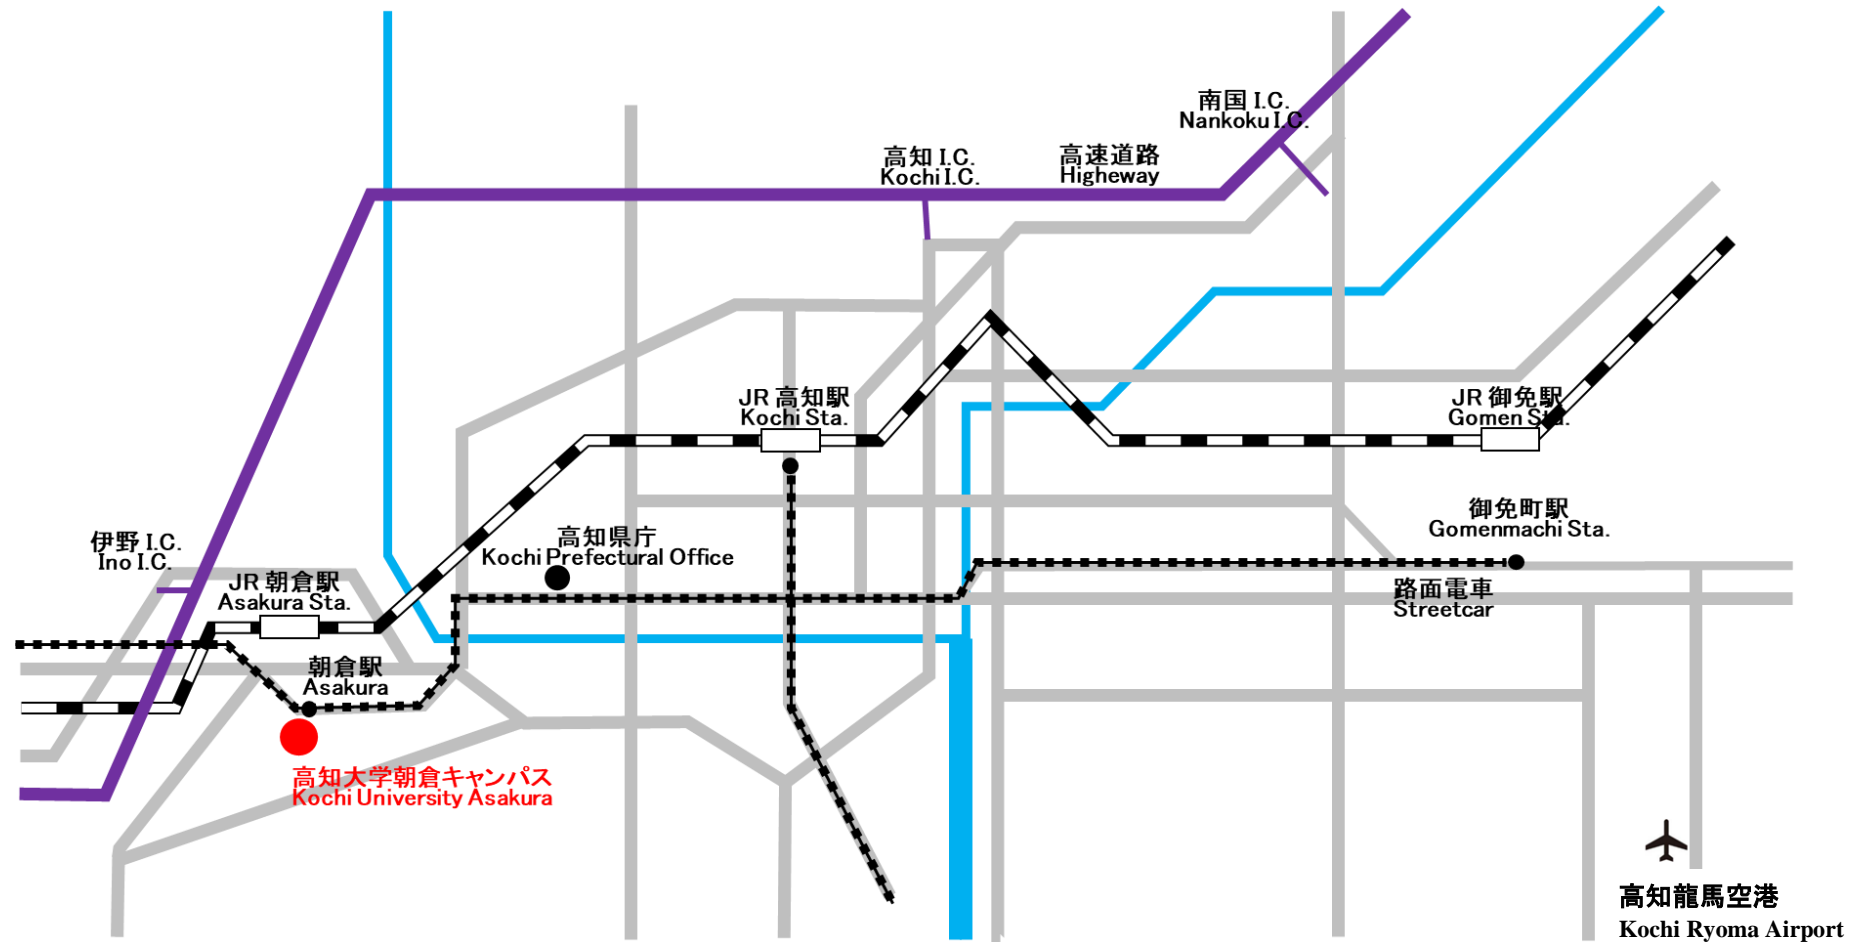 南国 I.C.
Nankoku I.C.
高知 I.C.
Kochi I.C.
高速道路
Higheway
JR 高知駅
Kochi Sta.
JR 御免駅
Gomen Sta.
御免町駅
Gomenmachi Sta.
高知県庁
Kochi Prefectural Office
伊野 I.C.
Ino I.C.
JR 朝倉駅
Asakura Sta.
路面電車
Streetcar
朝倉駅
Asakura
高知大学朝倉キャンパス
Kochi University Asakura
高知龍馬空港
Kochi Ryoma Airport